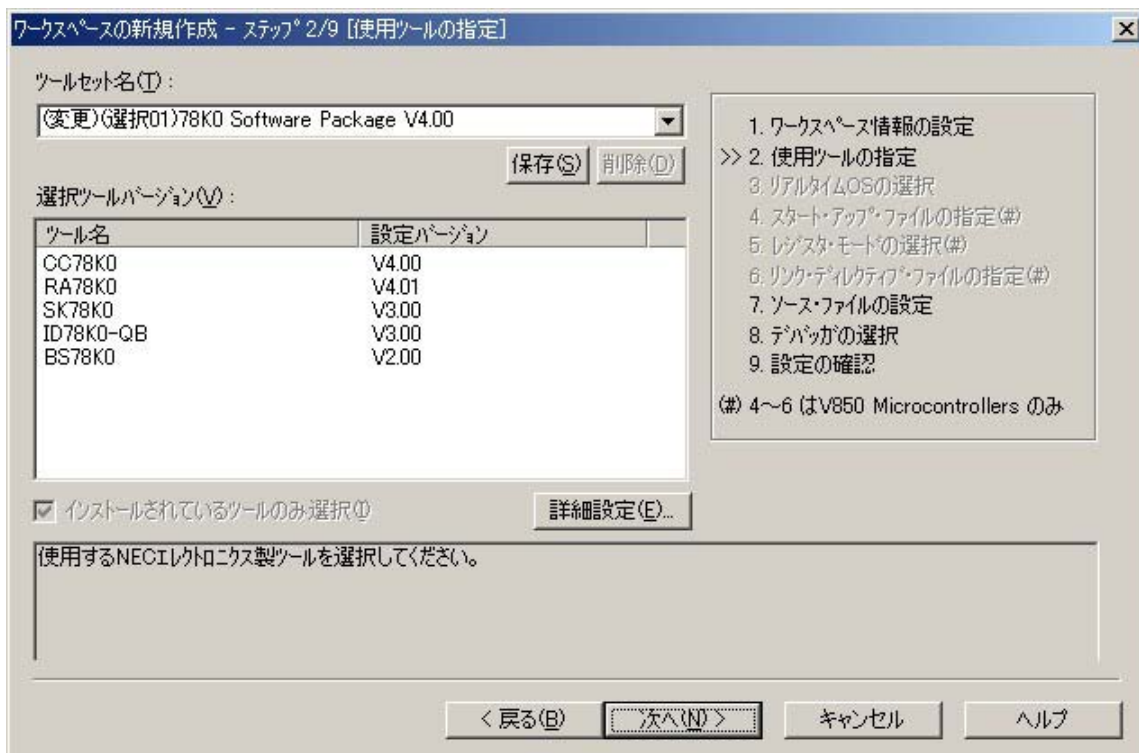 ワークスペースの新規作成 - ステップ 2/9 [使用ツールの指定]
ツールセット名(T) :
(変更)(選択01)78K0 Software Package V4.00
保存(S) 削除(D)
選択ツールバージョン(V) :
ツール名 設定バージョン
CC78K0 V4.00
RA78K0 V4.01
SK78K0 V3.00
ID78K0-QB V3.00
BS78K0 V2.00
インストールされているツールのみ選択(I)
詳細設定(E)...
使用するNECエレクトロニクス製ツールを選択してください。
1. ワークスペース情報の設定
>> 2. 使用ツールの指定
3. リアルタイムOSの選択
4. スタート・アップ・ファイルの指定(#)
5. レジスタ・モードの選択(#)
6. リンク・ディレクティブ・ファイルの指定(#)
7. ソース・ファイルの設定
8. デバッガの選択
9. 設定の確認
(#) 4～6 はV850 Microcontrollers のみ
< 戻る(B) 次へ(N) > キャンセル ヘルプ